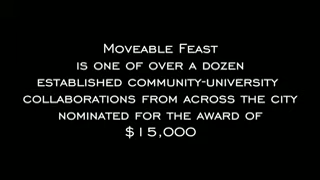 Moveable Feast
is one of over a dozen
established community-university
collaborations from across the city
nominated for the award of
$15,000